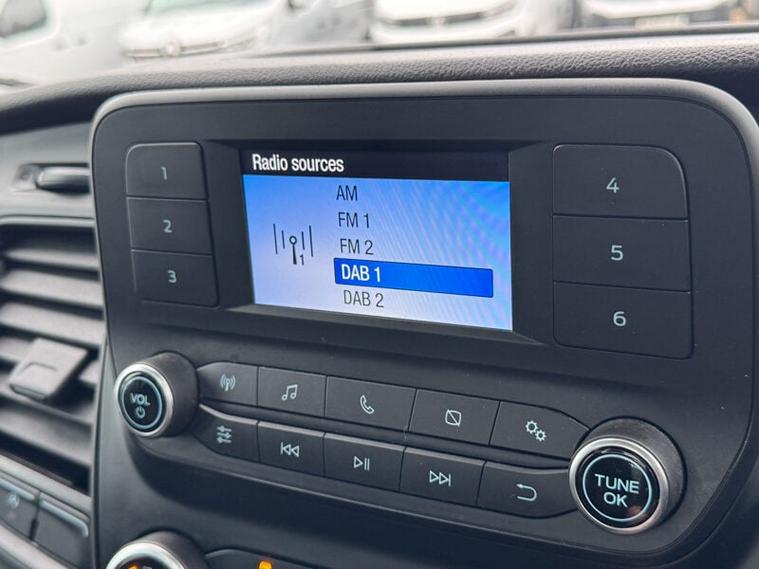 Radio sources
AM
FM 1
FM 2
DAB 1
DAB 2
1
1
2
3
4
5
6
VOL
TUNE
OK